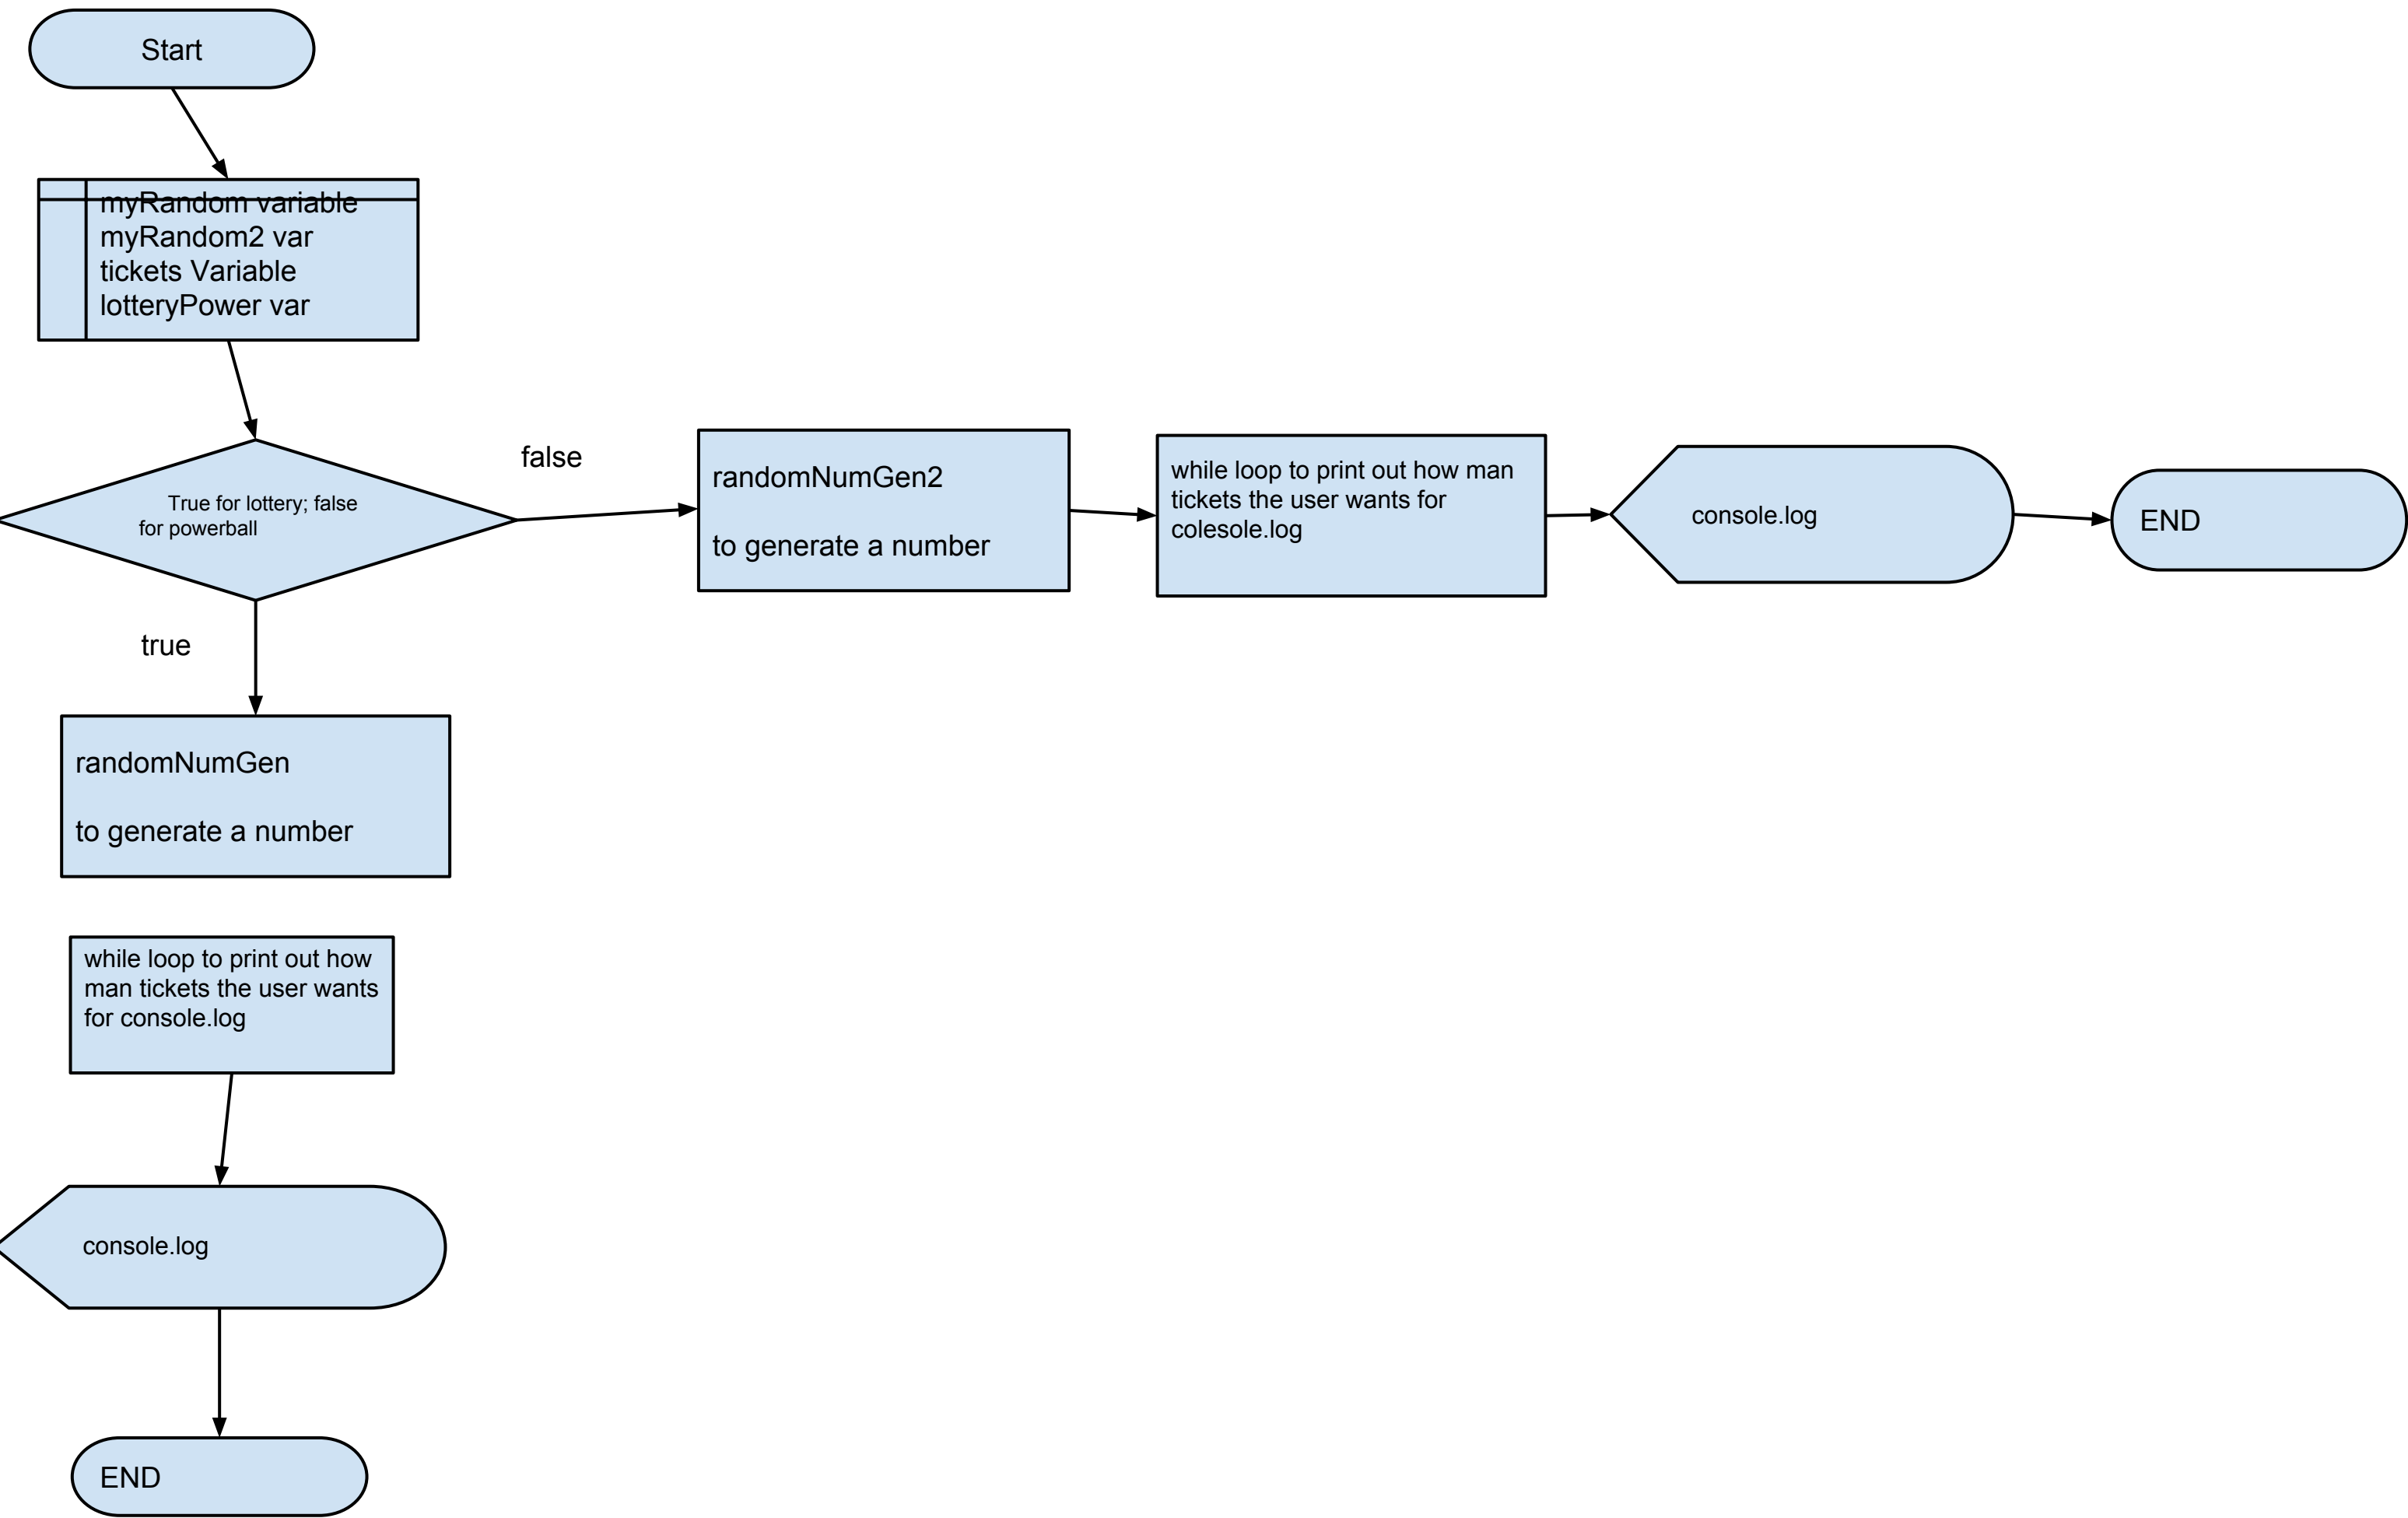 Start
myRandom variable
myRandom2 var
tickets Variable
lotteryPower var
True for lottery; false
for powerball
false
randomNumGen2
to generate a number
while loop to print out how man
tickets the user wants for
colesole.log
console.log
END
true
randomNumGen
to generate a number
while loop to print out how
man tickets the user wants
for console.log
console.log
END